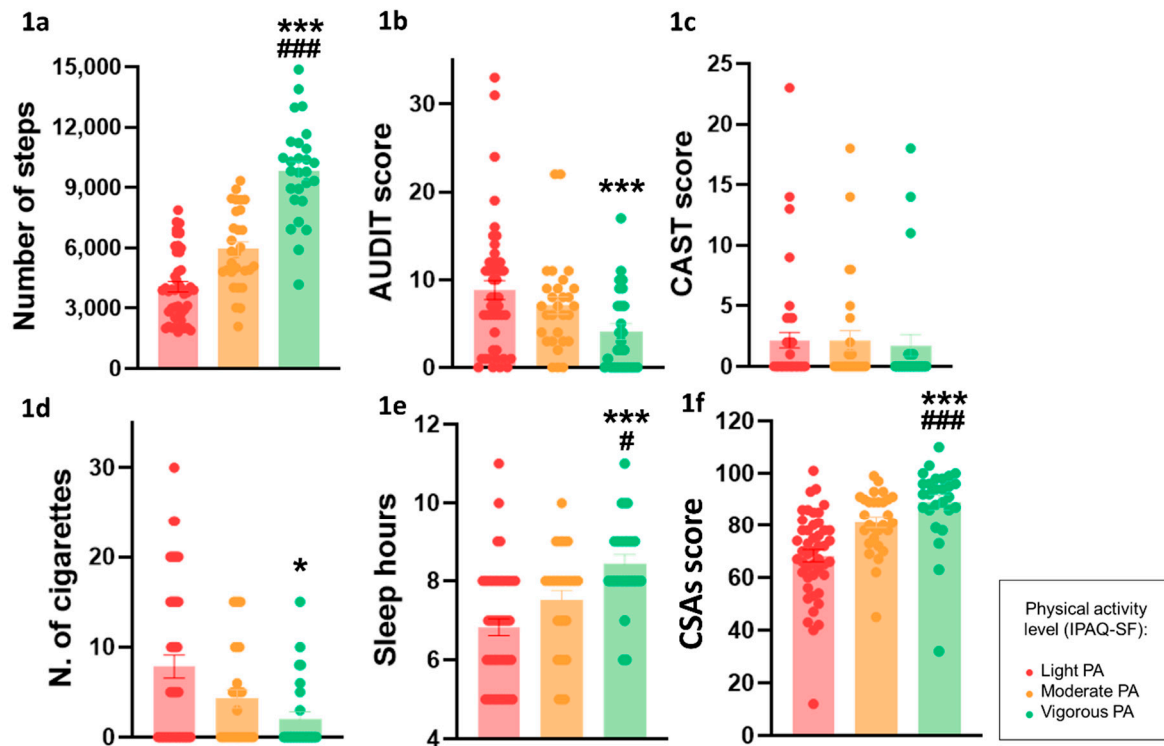 1a
***
###
Number of steps
15,000
12,000
9,000
6,000
3,000
0
1b
***
AUDIT score
30
20
10
0
1c
CAST score
25
20
15
10
5
0
1d
*
N. of cigarettes
30
20
10
0
1e
***
#
Sleep hours
12
10
8
6
4
1f
***
###
CSAs score
120
100
80
60
40
20
0
Physical activity
level (IPAQ-SF):
Light PA
Moderate PA
Vigorous PA